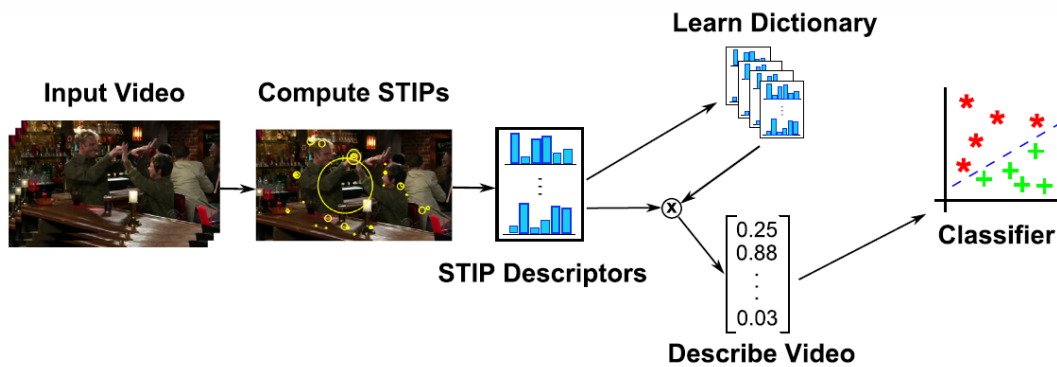 Learn Dictionary
Input Video
Compute STIPs
x
0.25
0.88
0.03
Classifier
STIP Descriptors
Describe Video